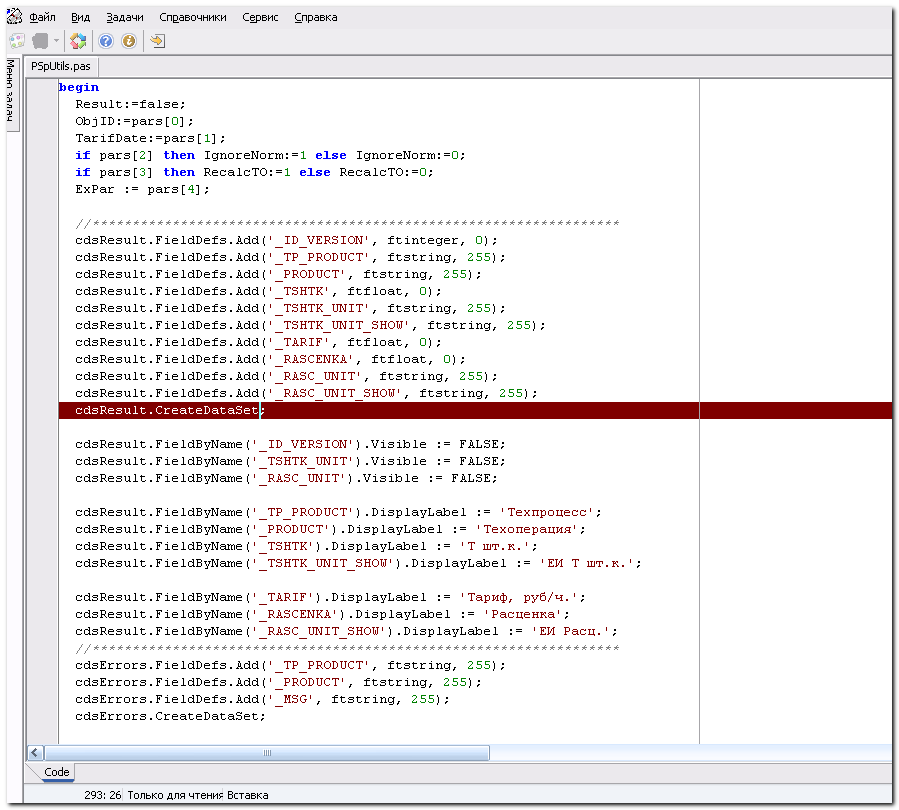 Файл Вид Задачи Справочники Сервис Справка
Меню задач
PSpUtils.pas
begin
Result:=false;
ObjID:=pars[0];
TarifDate:=pars[1];
if pars[2] then IgnoreNorm:=1 else IgnoreNorm:=0;
if pars[3] then RecalcTO:=1 else RecalcTO:=0;
ExPar := pars[4];
//******************************************************************
cdsResult.FieldDefs.Add('_ID_VERSION', ftinteger, 0);
cdsResult.FieldDefs.Add('_TP_PRODUCT', ftstring, 255);
cdsResult.FieldDefs.Add('_PRODUCT', ftstring, 255);
cdsResult.FieldDefs.Add('_TSHTK', ftfloat, 0);
cdsResult.FieldDefs.Add('_TSHTK_UNIT', ftstring, 255);
cdsResult.FieldDefs.Add('_TSHTK_UNIT_SHOW', ftstring, 255);
cdsResult.FieldDefs.Add('_TARIF', ftfloat, 0);
cdsResult.FieldDefs.Add('_RASCENKA', ftfloat, 0);
cdsResult.FieldDefs.Add('_RASC_UNIT', ftstring, 255);
cdsResult.FieldDefs.Add('_RASC_UNIT_SHOW', ftstring, 255);
cdsResult.CreateDataSet;
cdsResult.FieldByName('_ID_VERSION').Visible := FALSE;
cdsResult.FieldByName('_TSHTK_UNIT').Visible := FALSE;
cdsResult.FieldByName('_RASC_UNIT').Visible := FALSE;
cdsResult.FieldByName('_TP_PRODUCT').DisplayLabel := 'Техпроцесс';
cdsResult.FieldByName('_PRODUCT').DisplayLabel := 'Техоперация';
cdsResult.FieldByName('_TSHTK').DisplayLabel := 'Т шт.к.';
cdsResult.FieldByName('_TSHTK_UNIT_SHOW').DisplayLabel := 'ЕИ Т шт.к.';
cdsResult.FieldByName('_TARIF').DisplayLabel := 'Тариф, руб/ч.';
cdsResult.FieldByName('_RASCENKA').DisplayLabel := 'Расценка';
cdsResult.FieldByName('_RASC_UNIT_SHOW').DisplayLabel := 'ЕИ Расц.';
//******************************************************************
cdsErrors.FieldDefs.Add('_TP_PRODUCT', ftstring, 255);
cdsErrors.FieldDefs.Add('_PRODUCT', ftstring, 255);
cdsErrors.FieldDefs.Add('_MSG', ftstring, 255);
cdsErrors.CreateDataSet;
Code
293: 26 Только для чтения Вставка